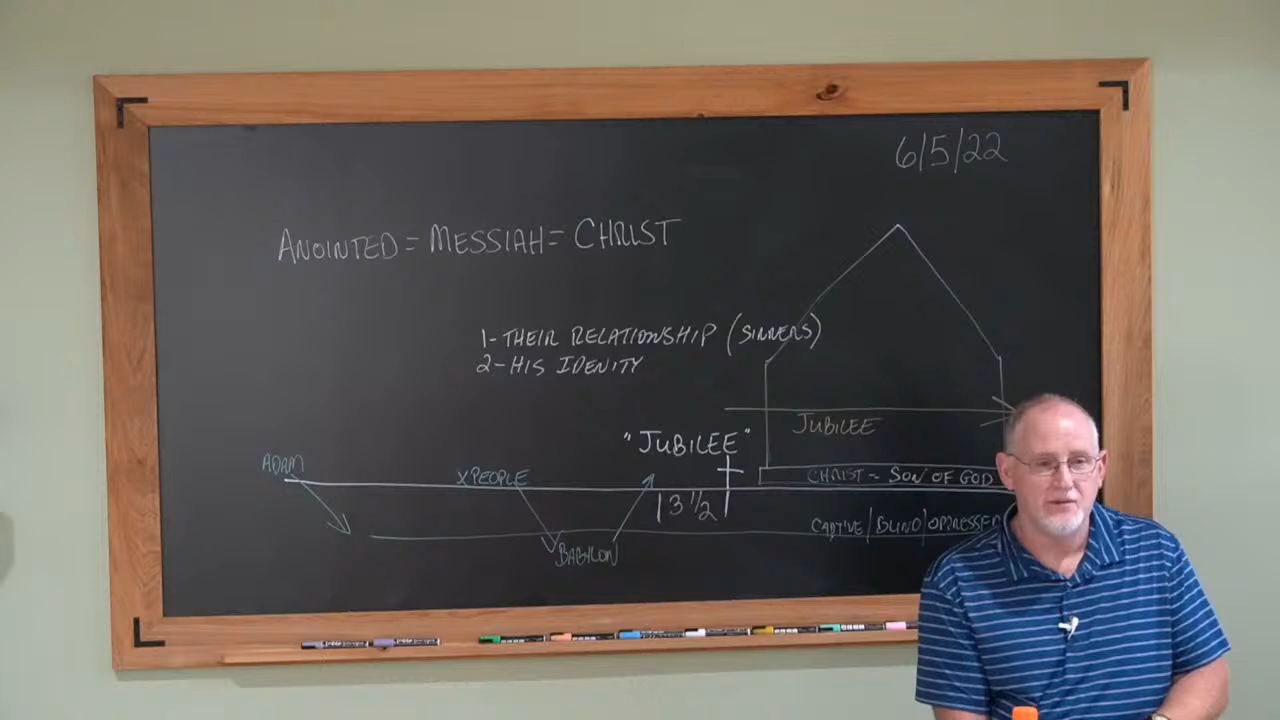 6/5/22
ANOINTED = MESSIAH = CHRIST
1-THEIR RELATIONSHIP (SINNERS)
2-HIS IDENITY
JUBILEE
"JUBILEE"
ADAM
XPEOPLE
CHRIST = SON OF GOD
3 1/2
CAPTIVE/BLIND/OPPRESSED
BABYLON